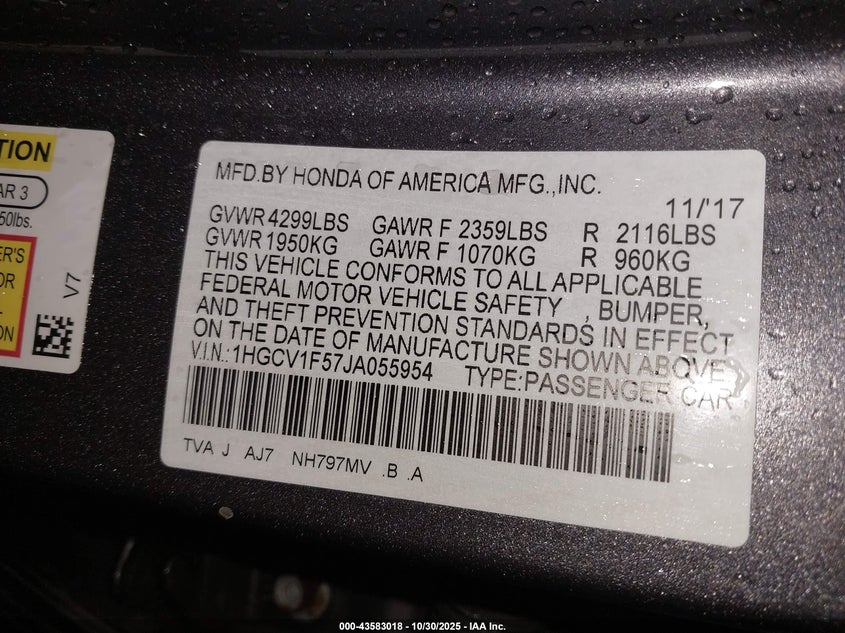 TION
AR 3
50lbs.
ER'S
OR
L.
ON
V7
MFD.BY HONDA OF AMERICA MFG.,INC.
11/'17
GVWR 4299LBS GAWR F 2359LBS R 2116LBS
GVWR 1950KG GAWR F 1070KG R 960KG
THIS VEHICLE CONFORMS TO ALL APPLICABLE
FEDERAL MOTOR VEHICLE SAFETY , BUMPER,
AND THEFT PREVENTION STANDARDS IN EFFECT
ON THE DATE OF MANUFACTURE SHOWN ABOVE.
V.I.N.:1HGCV1F57JA055954 TYPE:PASSENGER CAR
TVA J AJ7 NH797MV .B .A
000-43583018 - 10/30/2025 - IAA Inc.